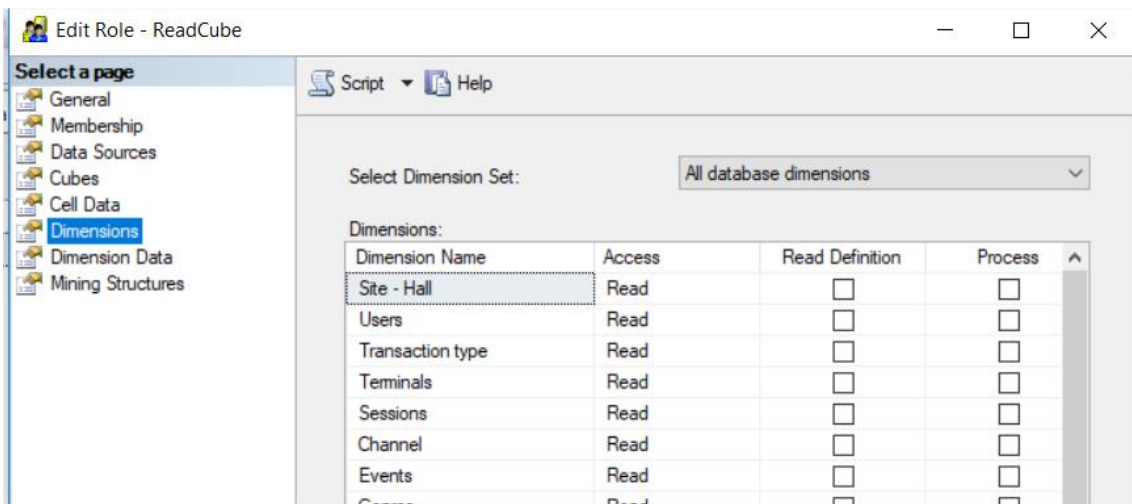 Edit Role - ReadCube
Select a page
General
Membership
Data Sources
Cubes
Cell Data
Dimensions
Dimension Data
Mining Structures
Script Help
Select Dimension Set: All database dimensions
Dimensions:
Dimension Name Access Read Definition Process
Site - Hall Read
Users Read
Transaction type Read
Terminals Read
Sessions Read
Channel Read
Events Read